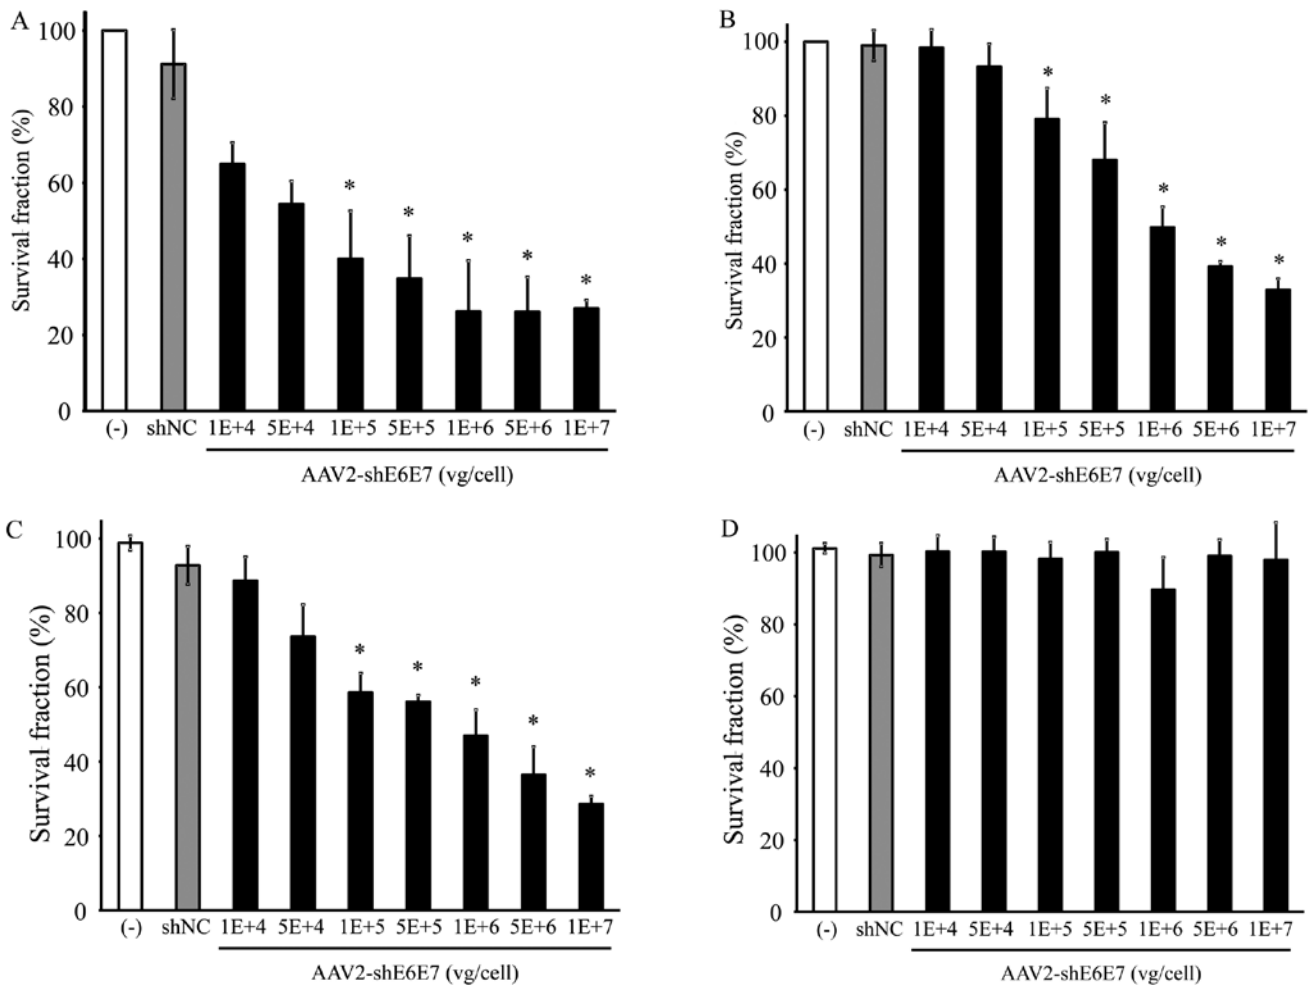 A
Survival fraction (%)
100
80
60
40
20
0
* * * * *
(-) shNC 1E+4 5E+4 1E+5 5E+5 1E+6 5E+6 1E+7
AAV2-shE6E7 (vg/cell)
B
Survival fraction (%)
100
80
60
40
20
0
* * * * *
(-) shNC 1E+4 5E+4 1E+5 5E+5 1E+6 5E+6 1E+7
AAV2-shE6E7 (vg/cell)
C
Survival fraction (%)
100
80
60
40
20
0
* * * * *
(-) shNC 1E+4 5E+4 1E+5 5E+5 1E+6 5E+6 1E+7
AAV2-shE6E7 (vg/cell)
D
Survival fraction (%)
100
80
60
40
20
0
(-) shNC 1E+4 5E+4 1E+5 5E+5 1E+6 5E+6 1E+7
AAV2-shE6E7 (vg/cell)